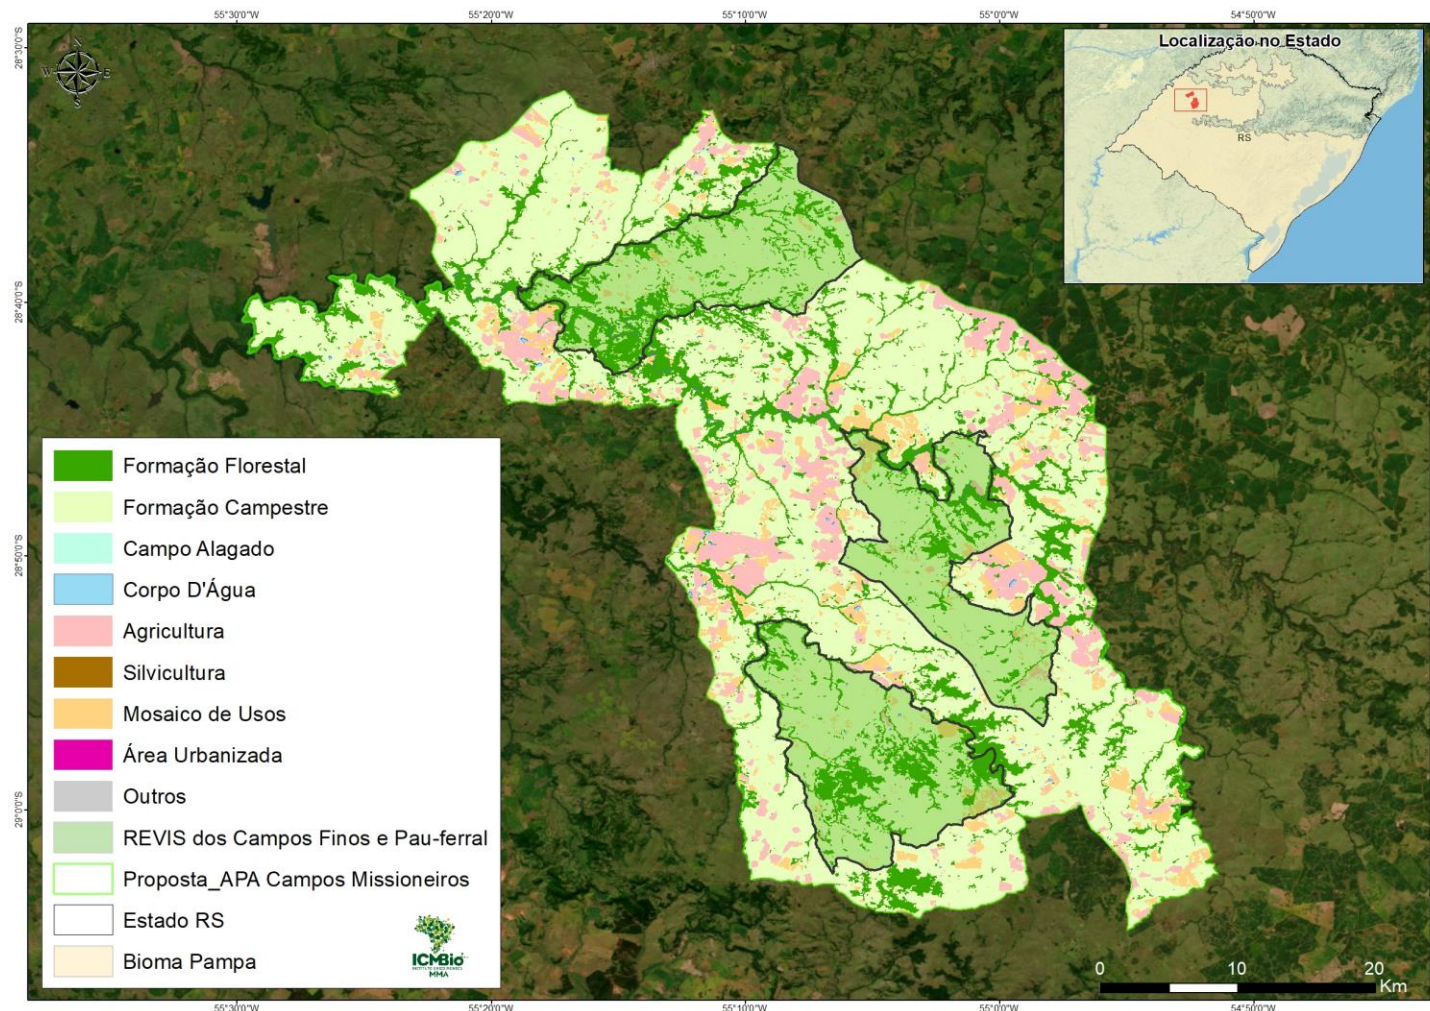 55°30'0"W 55°20'0"W 55°10'0"W 55°0'0"W 54°50'0"W
28°30'0"S
28°40'0"S
28°50'0"S
29°0'0"S
N
W E
S
Localização no Estado
RS
Formação Florestal
Formação Campestre
Campo Alagado
Corpo D'Água
Agricultura
Silvicultura
Mosaico de Usos
Área Urbanizada
Outros
REVIS dos Campos Finos e Pau-ferral
Proposta_APA Campos Missioneiros
Estado RS
Bioma Pampa
ICMBio
INSTITUTO CHICO MENDES
MMA
0 10 20
Km
55°30'0"W 55°20'0"W 55°10'0"W 55°0'0"W 54°50'0"W